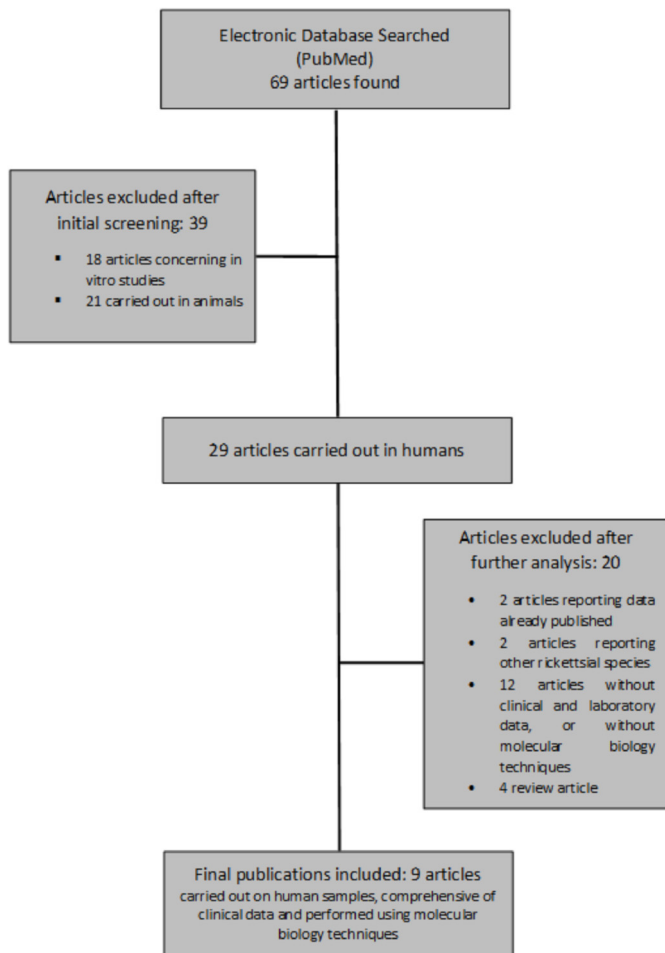 Electronic Database Searched
(PubMed)
69 articles found
Articles excluded after
initial screening: 39
▪ 18 articles concerning in
vitro studies
▪ 21 carried out in animals
29 articles carried out in humans
Articles excluded after
further analysis: 20
• 2 articles reporting data
already published
• 2 articles reporting
other rickettsial species
• 12 articles without
clinical and laboratory
data, or without
molecular biology
techniques
• 4 review article
Final publications included: 9 articles
carried out on human samples, comprehensive of
clinical data and performed using molecular
biology techniques